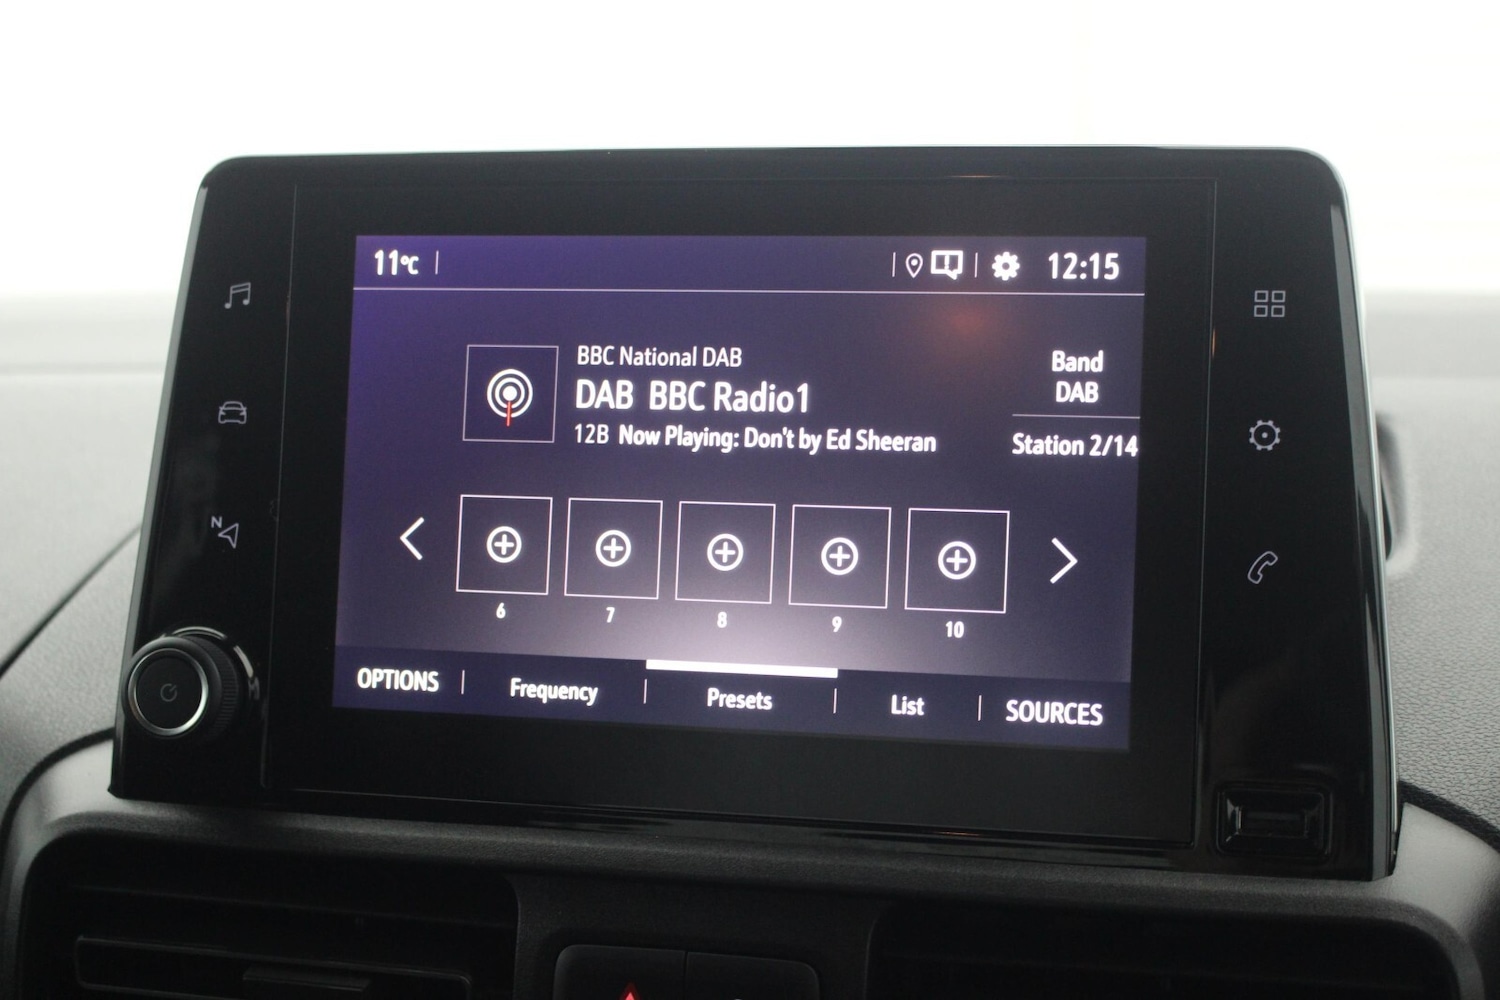 11°C
12:15
BBC National DAB
DAB BBC Radio1
12B Now Playing: Don't by Ed Sheeran
Band
DAB
Station 2/14
N
6 7 8 9 10
OPTIONS Frequency Presets List SOURCES